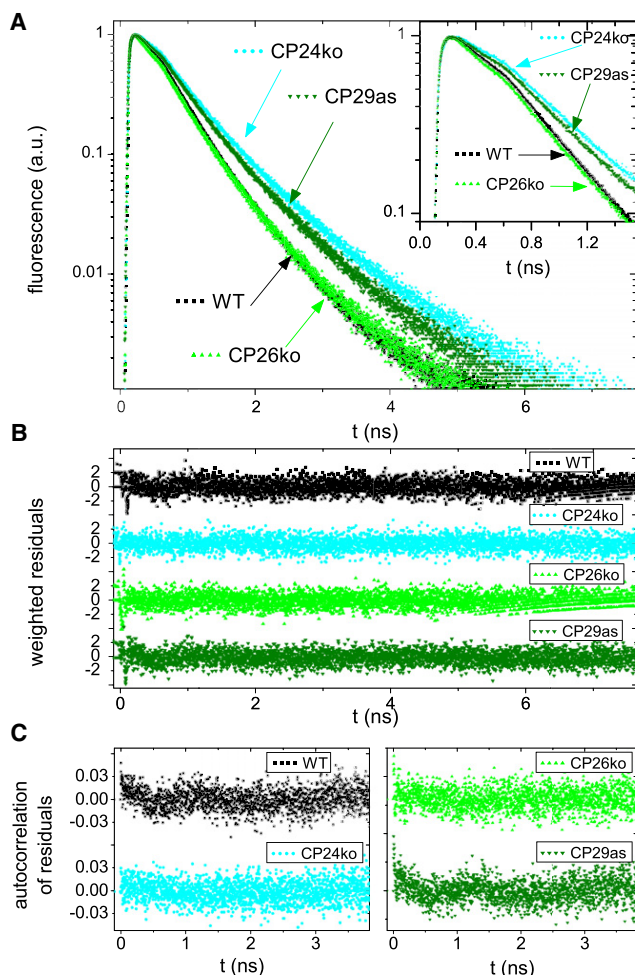 A
fluorescence (a.u.)
1
0.1
0.01
0
2
4
6
t (ns)
CP24ko
CP29as
WT
CP26ko
1
0.1
0.0
0.4
0.8
1.2
t (ns)
CP24ko
CP29as
WT
CP26ko
B
weighted residuals
2
0
-2
0
-2
2
0
-2
2
0
-2
WT
CP24ko
CP26ko
CP29as
0
2
4
6
t (ns)
C
autocorrelation
of residuals
0.03
0.00
-0.03
0.03
0.00
-0.03
WT
CP24ko
0
1
2
3
t (ns)
CP26ko
CP29as
0
1
2
3
t (ns)